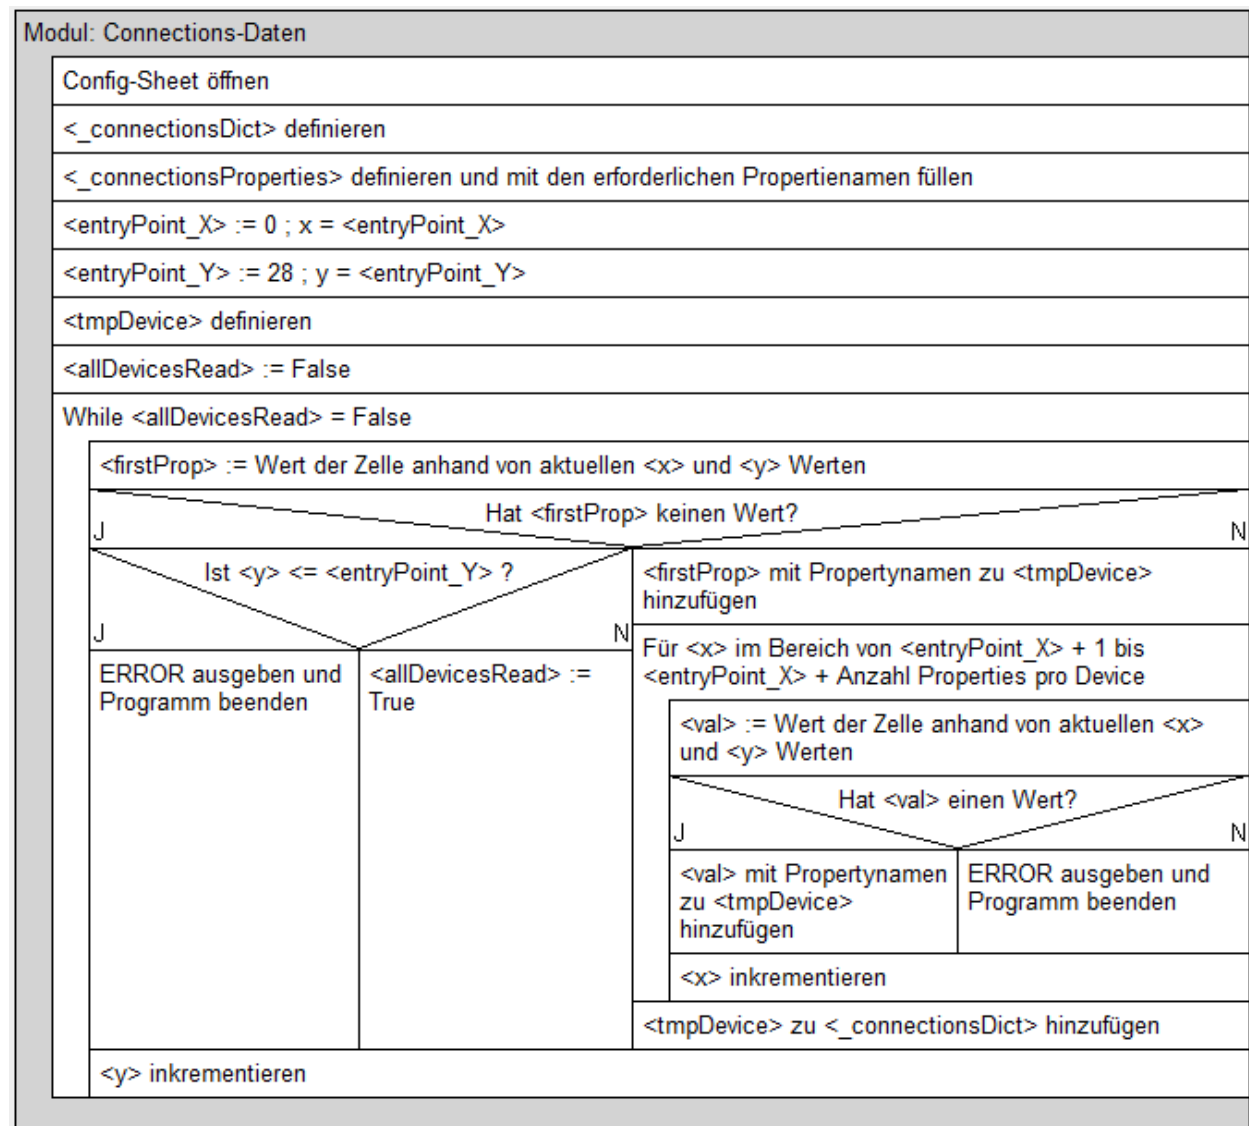 Modul: Connections-Daten
Config-Sheet öffnen
<_connectionsDict> definieren
<_connectionsProperties> definieren und mit den erforderlichen Propertienamen füllen
<entryPoint_X> := 0 ; x = <entryPoint_X>
<entryPoint_Y> := 28 ; y = <entryPoint_Y>
<tmpDevice> definieren
<allDevicesRead> := False
While <allDevicesRead> = False
<firstProp> := Wert der Zelle anhand von aktuellen <x> und <y> Werten
Hat <firstProp> keinen Wert?
J
N
Ist <y> <= <entryPoint_Y> ?
J
N
ERROR ausgeben und
Programm beenden
<allDevicesRead> :=
True
<firstProp> mit Propertynamen zu <tmpDevice>
hinzufügen
Für <x> im Bereich von <entryPoint_X> + 1 bis
<entryPoint_X> + Anzahl Properties pro Device
<val> := Wert der Zelle anhand von aktuellen <x>
und <y> Werten
Hat <val> einen Wert?
J
N
<val> mit Propertynamen
zu <tmpDevice>
hinzufügen
ERROR ausgeben und
Programm beenden
<x> inkrementieren
<tmpDevice> zu <_connectionsDict> hinzufügen
<y> inkrementieren